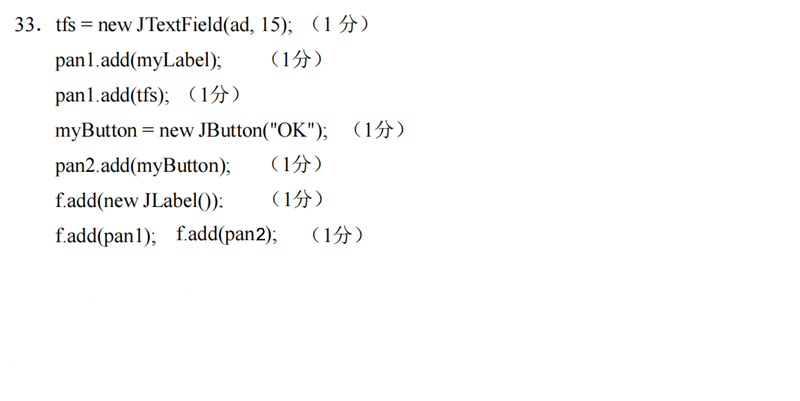 33. tfs = new JTextField(ad, 15); （1 分）
pan1.add(myLabel); （1分）
pan1.add(tfs); （1分）
myButton = new JButton("OK"); （1分）
pan2.add(myButton); （1分）
f.add(new JLabel()): （1分）
f.add(pan1); f.add(pan2); （1分）